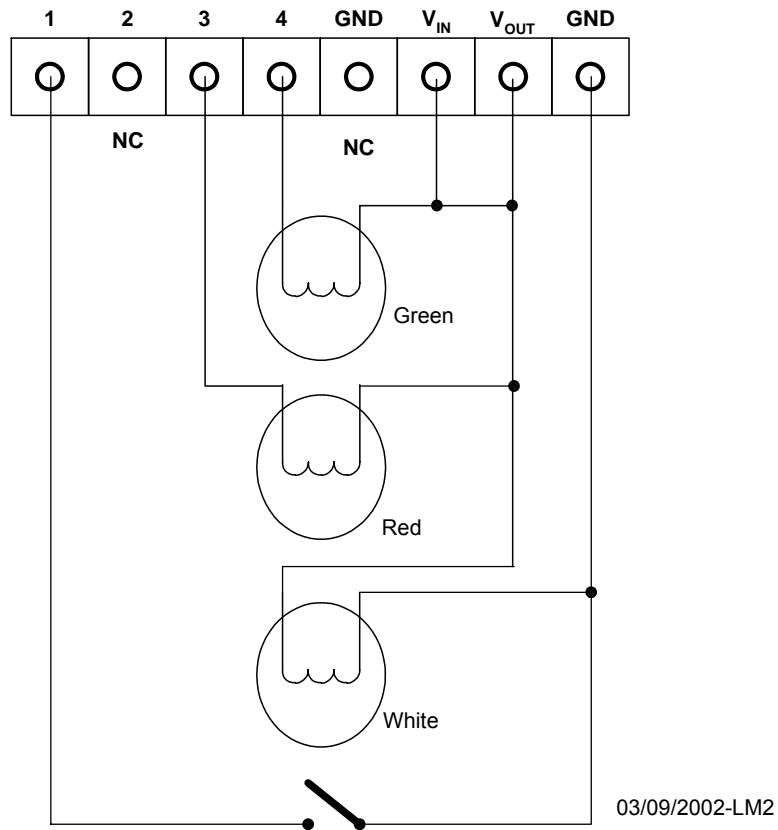 1 2 3 4 GND VIN VOUT GND
NC NC
Green
Red
White
03/09/2002-LM2